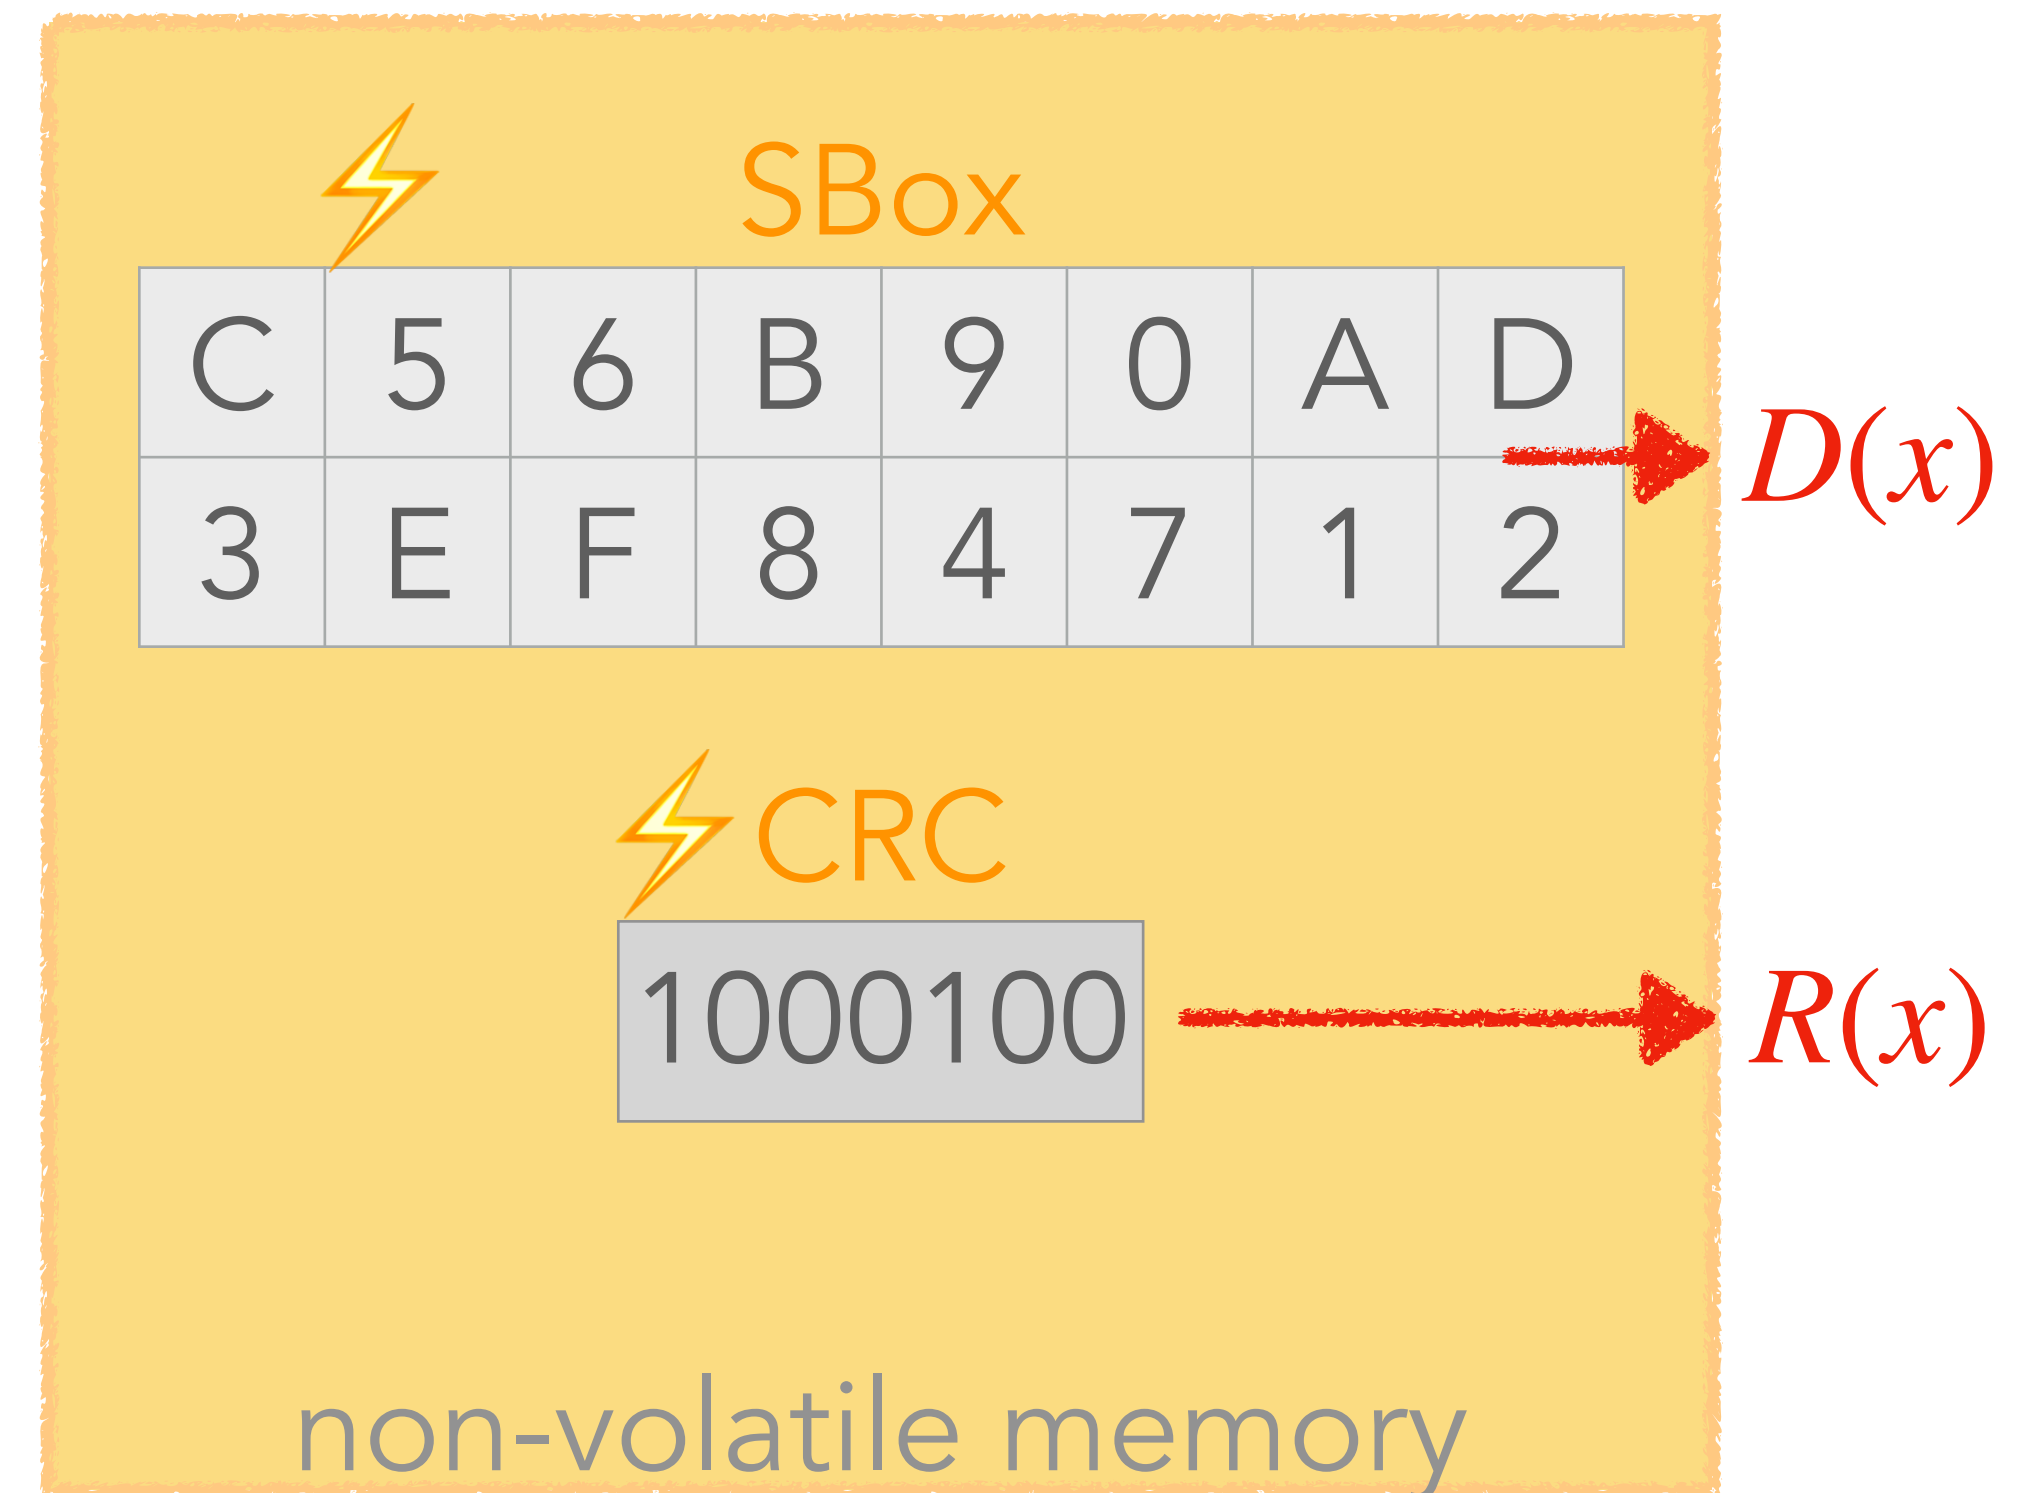 SBox
C 5 6 B 9 0 A D
D(x)
3 E F 8 4 7 1 2
CRC
1000100
R(x)
non-volatile memory